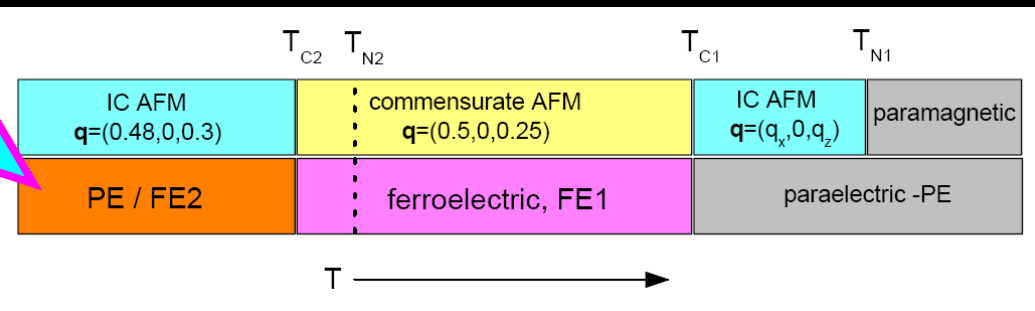 T_C2 T_N2 T_C1 T_N1
IC AFM
q=(0.48,0,0.3)
commensurate AFM
q=(0.5,0,0.25)
IC AFM
q=(q_x,0,q_z)
paramagnetic
PE / FE2
ferroelectric, FE1
paraelectric -PE
T